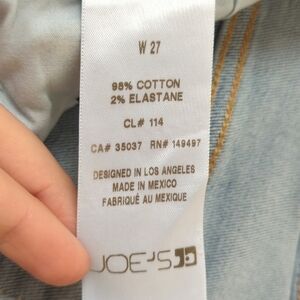 W 27
98% COTTON
2% ELASTANE
CL# 114
CA# 35037 RN# 149497
DESIGNED IN LOS ANGELES
MADE IN MEXICO
FABRIQUÉ AU MEXIQUE
JOE'S